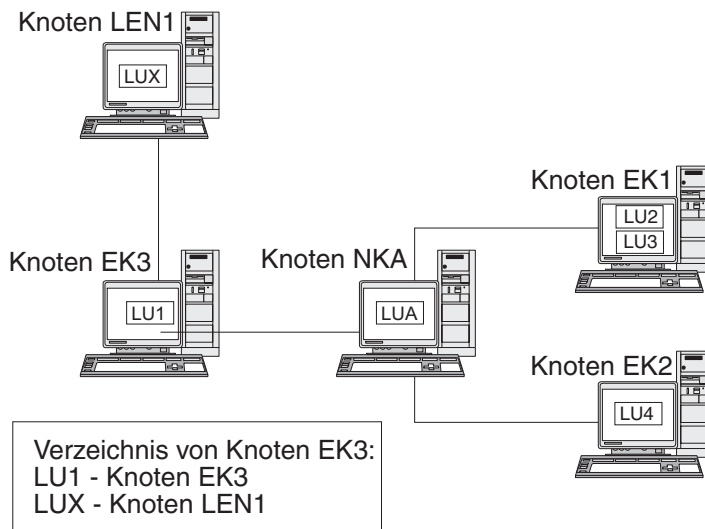 Knoten LEN1
LUX
Knoten EK1
LU2
LU3
Knoten EK3
Knoten NKA
LU1
LUA
Knoten EK2
LU4
Verzeichnis von Knoten EK3:
LU1 - Knoten EK3
LUX - Knoten LEN1